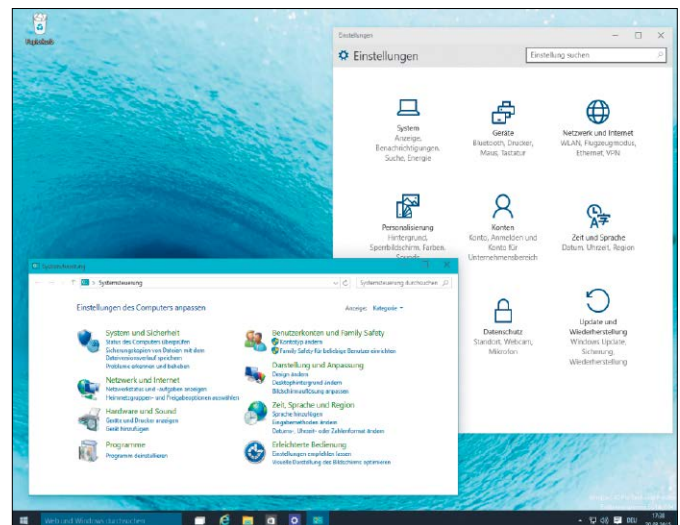 Papierkorb
Einstellungen
Einstellungen
Einstellung suchen
System
Anzeige,
Benachrichtigungen,
Suche, Energie
Geräte
Bluetooth, Drucker,
Maus, Tastatur
Netzwerk und Internet
WLAN, Flugzeugmodus,
Ethernet, VPN
Personalisierung
Hintergrund,
Sperrbildschirm, Farben,
Sounds
Konten
Konto, Anmelden und
Konto für
Unternehmensbereich
Zeit und Sprache
Datum, Uhrzeit, Region
Datenschutz
Standort, Webcam,
Mikrofon
Update und
Wiederherstellung
Windows Update,
Sicherung,
Wiederherstellung
Systemsteuerung
Systemsteuerung
Systemsteuerung durchsuchen
Einstellungen des Computers anpassen
Anzeige: Kategorie
System und Sicherheit
Status des Computers überprüfen
Sicherungskopien von Dateien mit dem
Dateiversionsverlauf speichern
Probleme erkennen und beheben
Netzwerk und Internet
Netzwerkstatus und -aufgaben anzeigen
Heimnetzgruppen- und Freigabeoptionen auswählen
Hardware und Sound
Geräte und Drucker anzeigen
Gerät hinzufügen
Programme
Programm deinstallieren
Benutzerkonten und Family Safety
Kontotyp ändern
Family Safety für beliebige Benutzer einrichten
Darstellung und Anpassung
Design ändern
Desktophintergrund ändern
Bildschirmauflösung anpassen
Zeit, Sprache und Region
Sprache hinzufügen
Eingabemethoden ändern
Datums-, Uhrzeit- oder Zahlenformat ändern
Erleichterte Bedienung
Einstellungen empfehlen lassen
Visuelle Darstellung des Bildschirms optimieren
Web und Windows durchsuchen
DEU